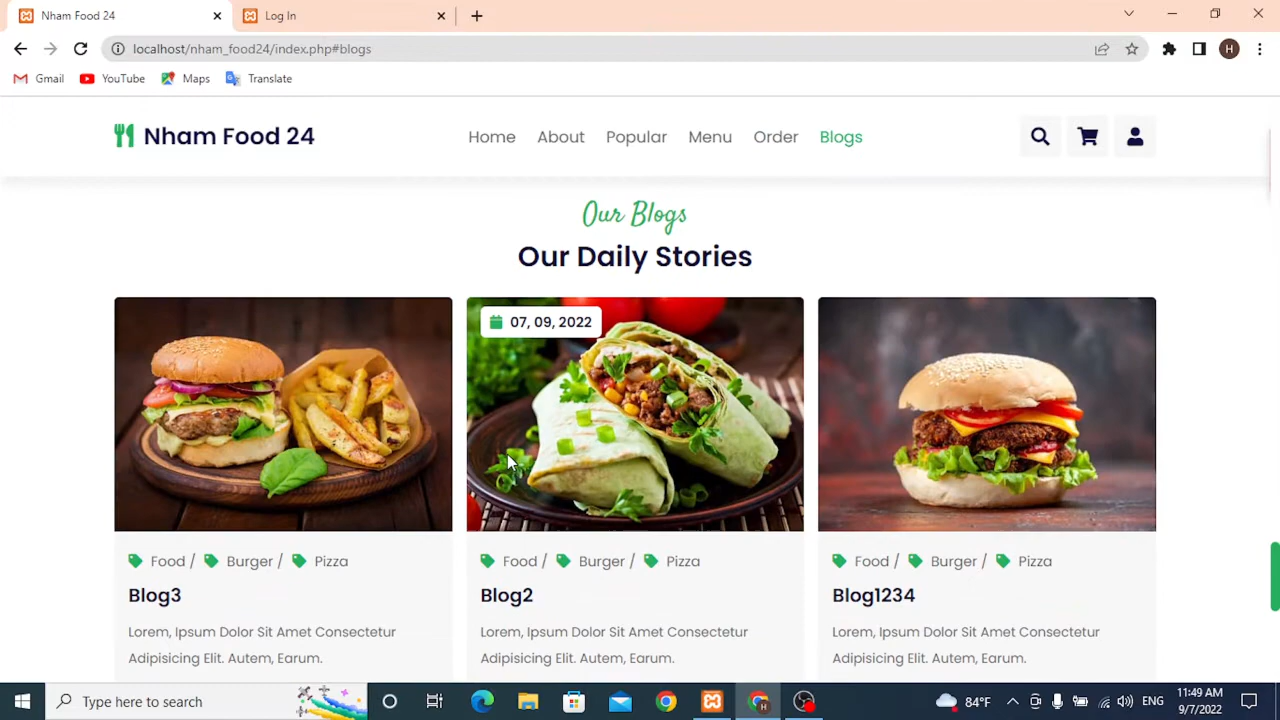 Nham Food 24
Log In
localhost/nham_food24/index.php#blogs
H
Gmail YouTube Maps Translate
Nham Food 24 Home About Popular Menu Order Blogs
Our Blogs
Our Daily Stories
07, 09, 2022
Food / Burger / Pizza
Blog3
Lorem, Ipsum Dolor Sit Amet Consectetur
Adipisicing Elit. Autem, Earum.
Food / Burger / Pizza
Blog2
Lorem, Ipsum Dolor Sit Amet Consectetur
Adipisicing Elit. Autem, Earum.
Food / Burger / Pizza
Blog1234
Lorem, Ipsum Dolor Sit Amet Consectetur
Adipisicing Elit. Autem, Earum.
Type here to search
84°F
ENG
11:49 AM
9/7/2022